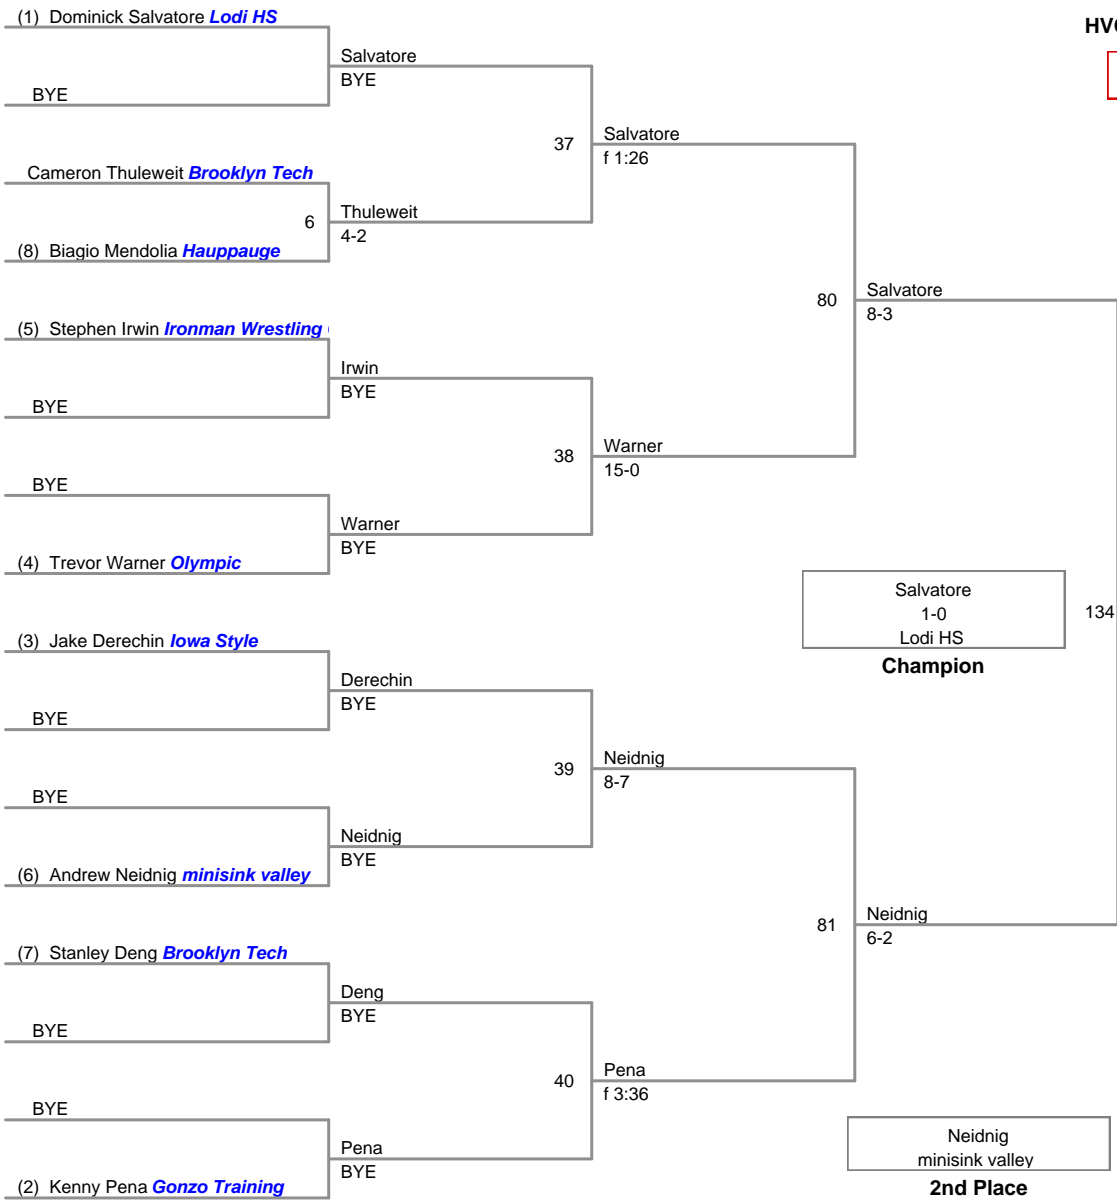 (1) Dominick Salvatore Lodi HS
HV
Salvatore
BYE
BYE
37
Salvatore
f 1:26
Cameron Thuleweit Brooklyn Tech
6
Thuleweit
4-2
(8) Biagio Mendolia Hauppauge
80
Salvatore
8-3
(5) Stephen Irwin Ironman Wrestling
Irwin
BYE
BYE
38
Warner
15-0
BYE
Warner
BYE
(4) Trevor Warner Olympic
Salvatore
1-0
Lodi HS
134
Champion
(3) Jake Derechin Iowa Style
Derechin
BYE
BYE
39
Neidnig
8-7
BYE
Neidnig
BYE
(6) Andrew Neidnig minisink valley
81
Neidnig
6-2
(7) Stanley Deng Brooklyn Tech
Deng
BYE
BYE
40
Pena
f 3:36
BYE
Pena
BYE
(2) Kenny Pena Gonzo Training
Neidnig
minisink valley
2nd Place